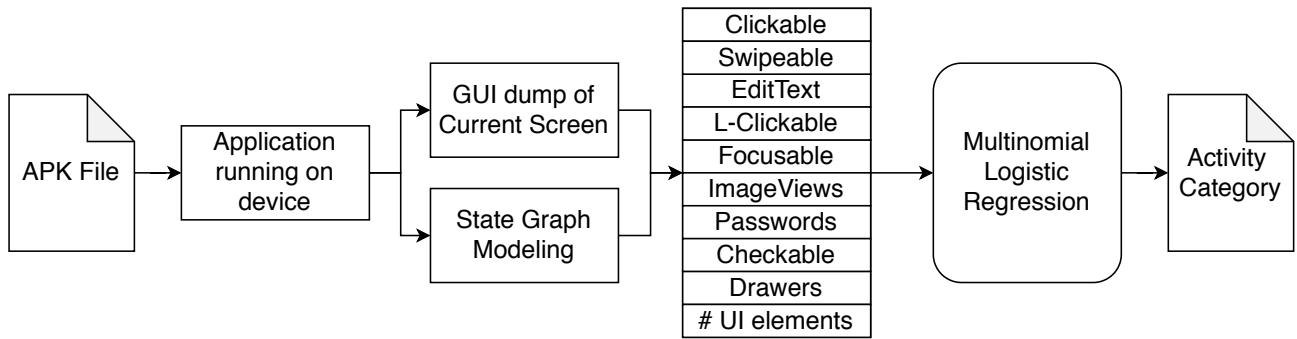 APK File
Application
running on
device
GUI dump of
Current Screen
State Graph
Modeling
Clickable
Swipeable
EditText
L-Clickable
Focusable
ImageViews
Passwords
Checkable
Drawers
# UI elements
Multinomial
Logistic
Regression
Activity
Category